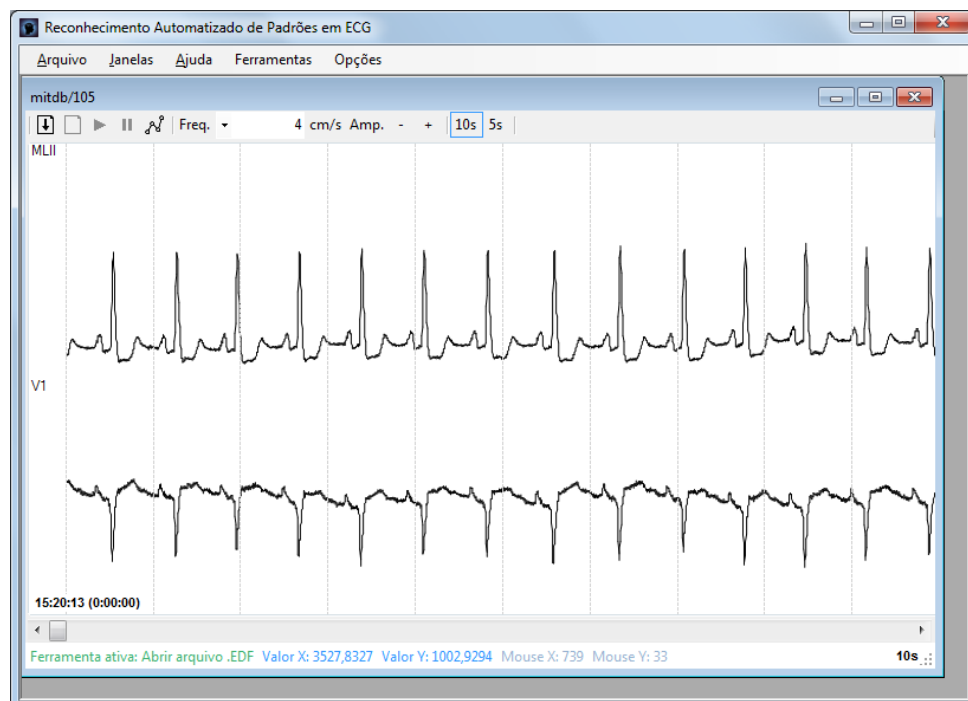 Reconhecimento Automatizado de Padrões em ECG
Arquivo Janelas Ajuda Ferramentas Opções
mitdb/105
Freq. 4 cm/s Amp. - + 10s 5s
MLII
V1
15:20:13 (0:00:00)
Ferramenta ativa: Abrir arquivo .EDF Valor X: 3527,8327 Valor Y: 1002,9294 Mouse X: 739 Mouse Y: 33 10s